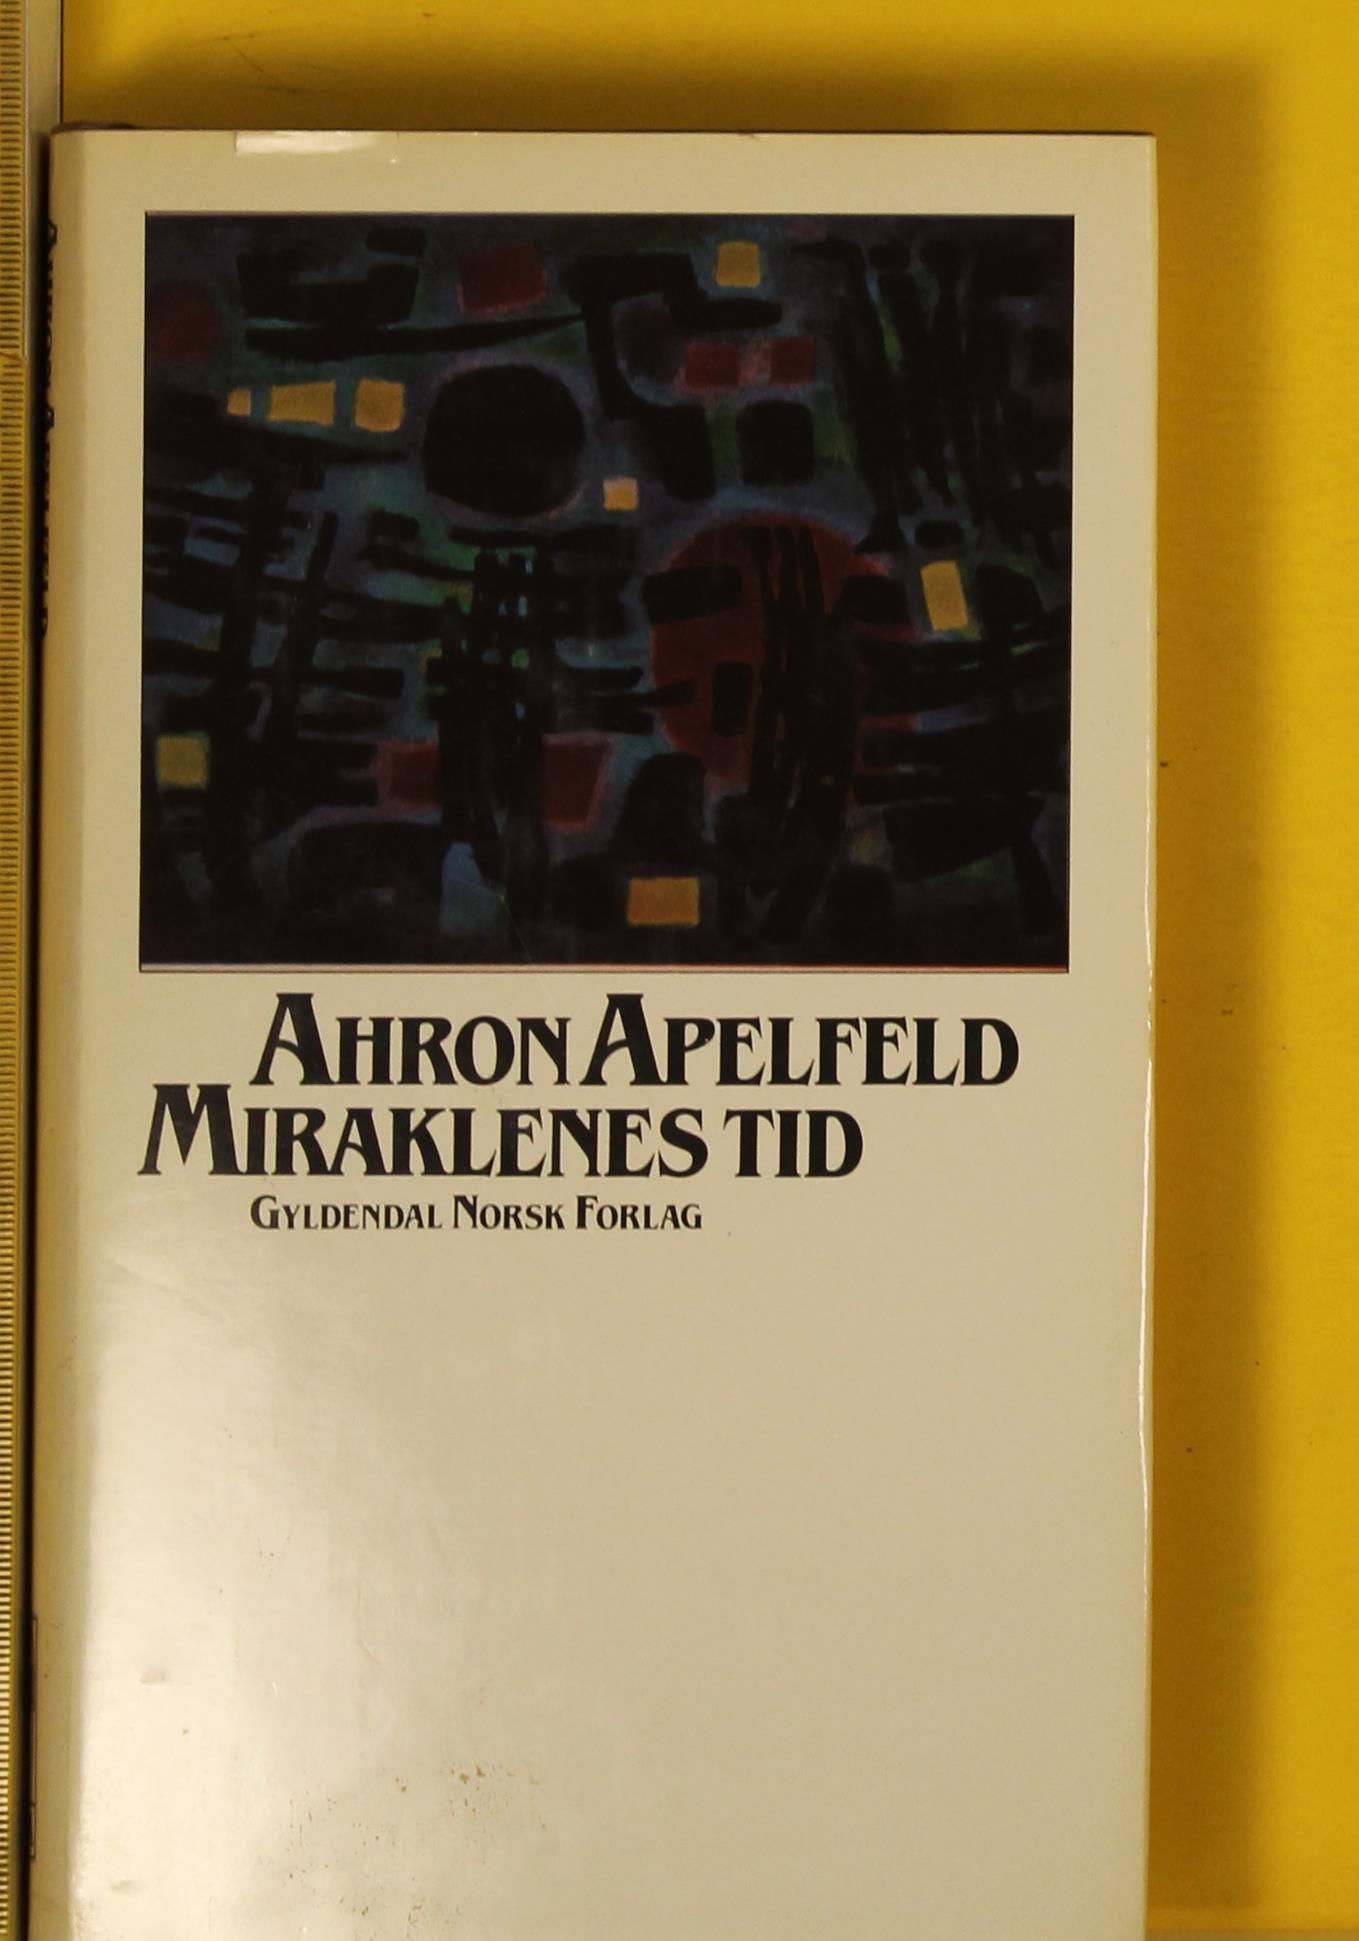 AHRON APELFELD
MIRAKLENES TID
GYLDENDAL NORSK FORLAG